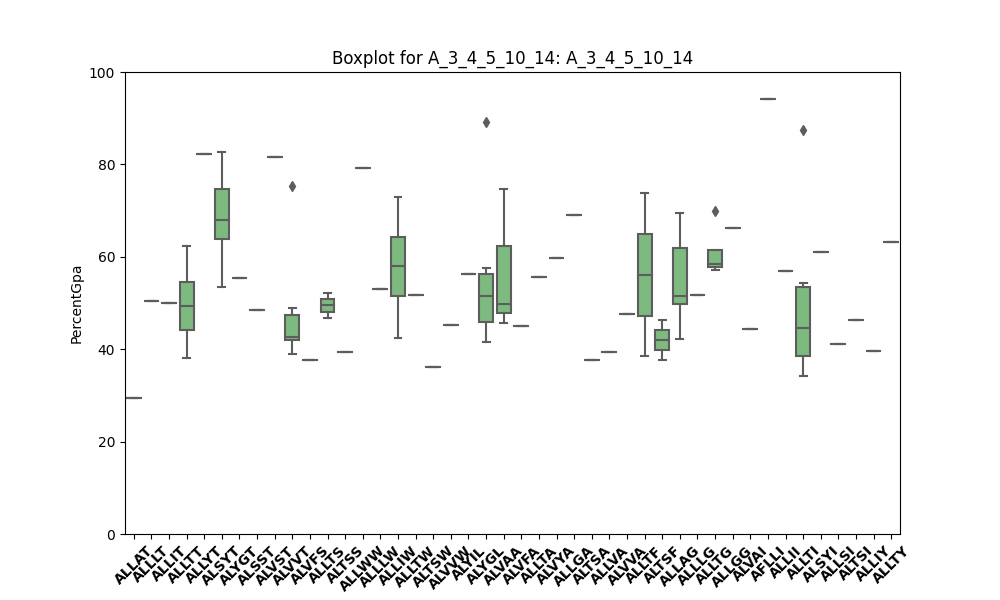 Boxplot for A_3_4_5_10_14: A_3_4_5_10_14
PercentGpa
100
80
60
40
20
0
ALLAT
ALLLT
ALLIT
ALLTT
ALLYT
ALSYT
ALYGT
ALSST
ALVST
ALVVT
ALVFS
ALLTS
ALTSS
ALLLW
ALLIW
ALLTW
ALTSW
ALVVW
ALYIL
ALYGL
ALVAA
ALVFA
ALVYA
ALLGA
ALTSA
ALLVA
ALVVA
ALLTF
ALTSF
ALLAG
ALLLG
ALLTG
ALLGG
ALVAI
AFLLI
ALLII
ALLTI
ALSYI
ALLSI
ALTSI
ALLIY
ALLTY